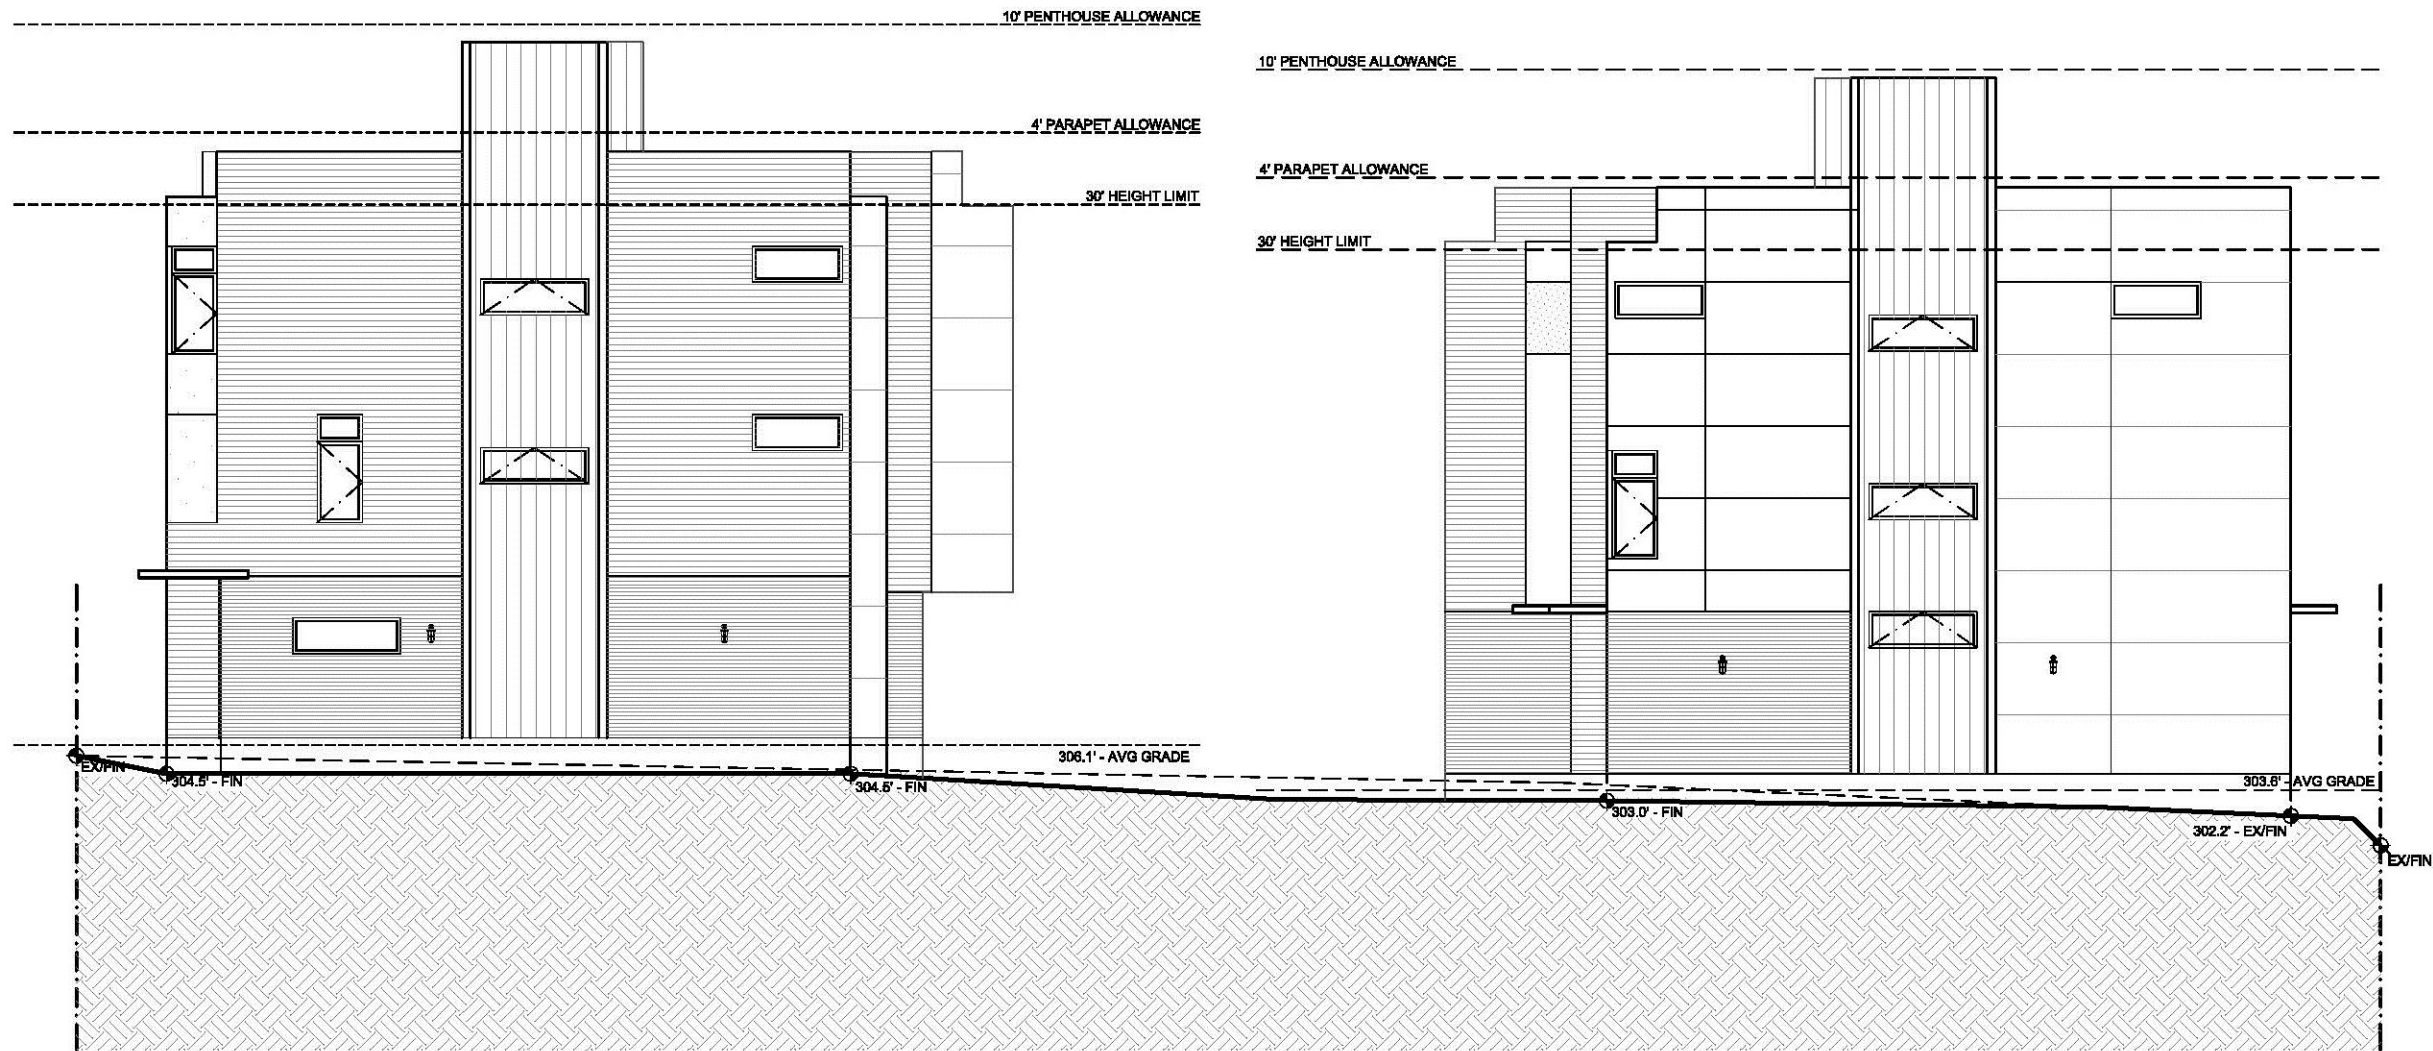 10' PENTHOUSE ALLOWANCE
4' PARAPET ALLOWANCE
30' HEIGHT LIMIT
306.1' - AVG GRADE
EX/FIN
304.5' - FIN
304.5' - FIN
10' PENTHOUSE ALLOWANCE
4' PARAPET ALLOWANCE
30' HEIGHT LIMIT
303.6' - AVG GRADE
303.0' - FIN
302.2' - EX/FIN
EX/FIN